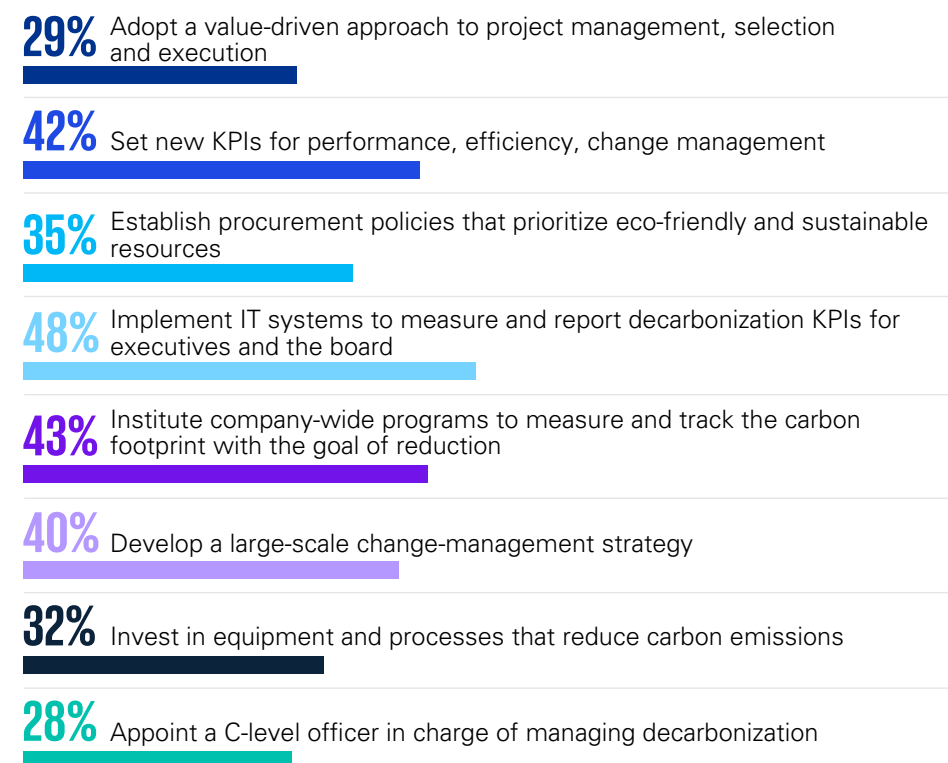 29% Adopt a value-driven approach to project management, selection
and execution
42% Set new KPIs for performance, efficiency, change management
35% Establish procurement policies that prioritize eco-friendly and sustainable
resources
48% Implement IT systems to measure and report decarbonization KPIs for
executives and the board
43% Institute company-wide programs to measure and track the carbon
footprint with the goal of reduction
40% Develop a large-scale change-management strategy
32% Invest in equipment and processes that reduce carbon emissions
28% Appoint a C-level officer in charge of managing decarbonization